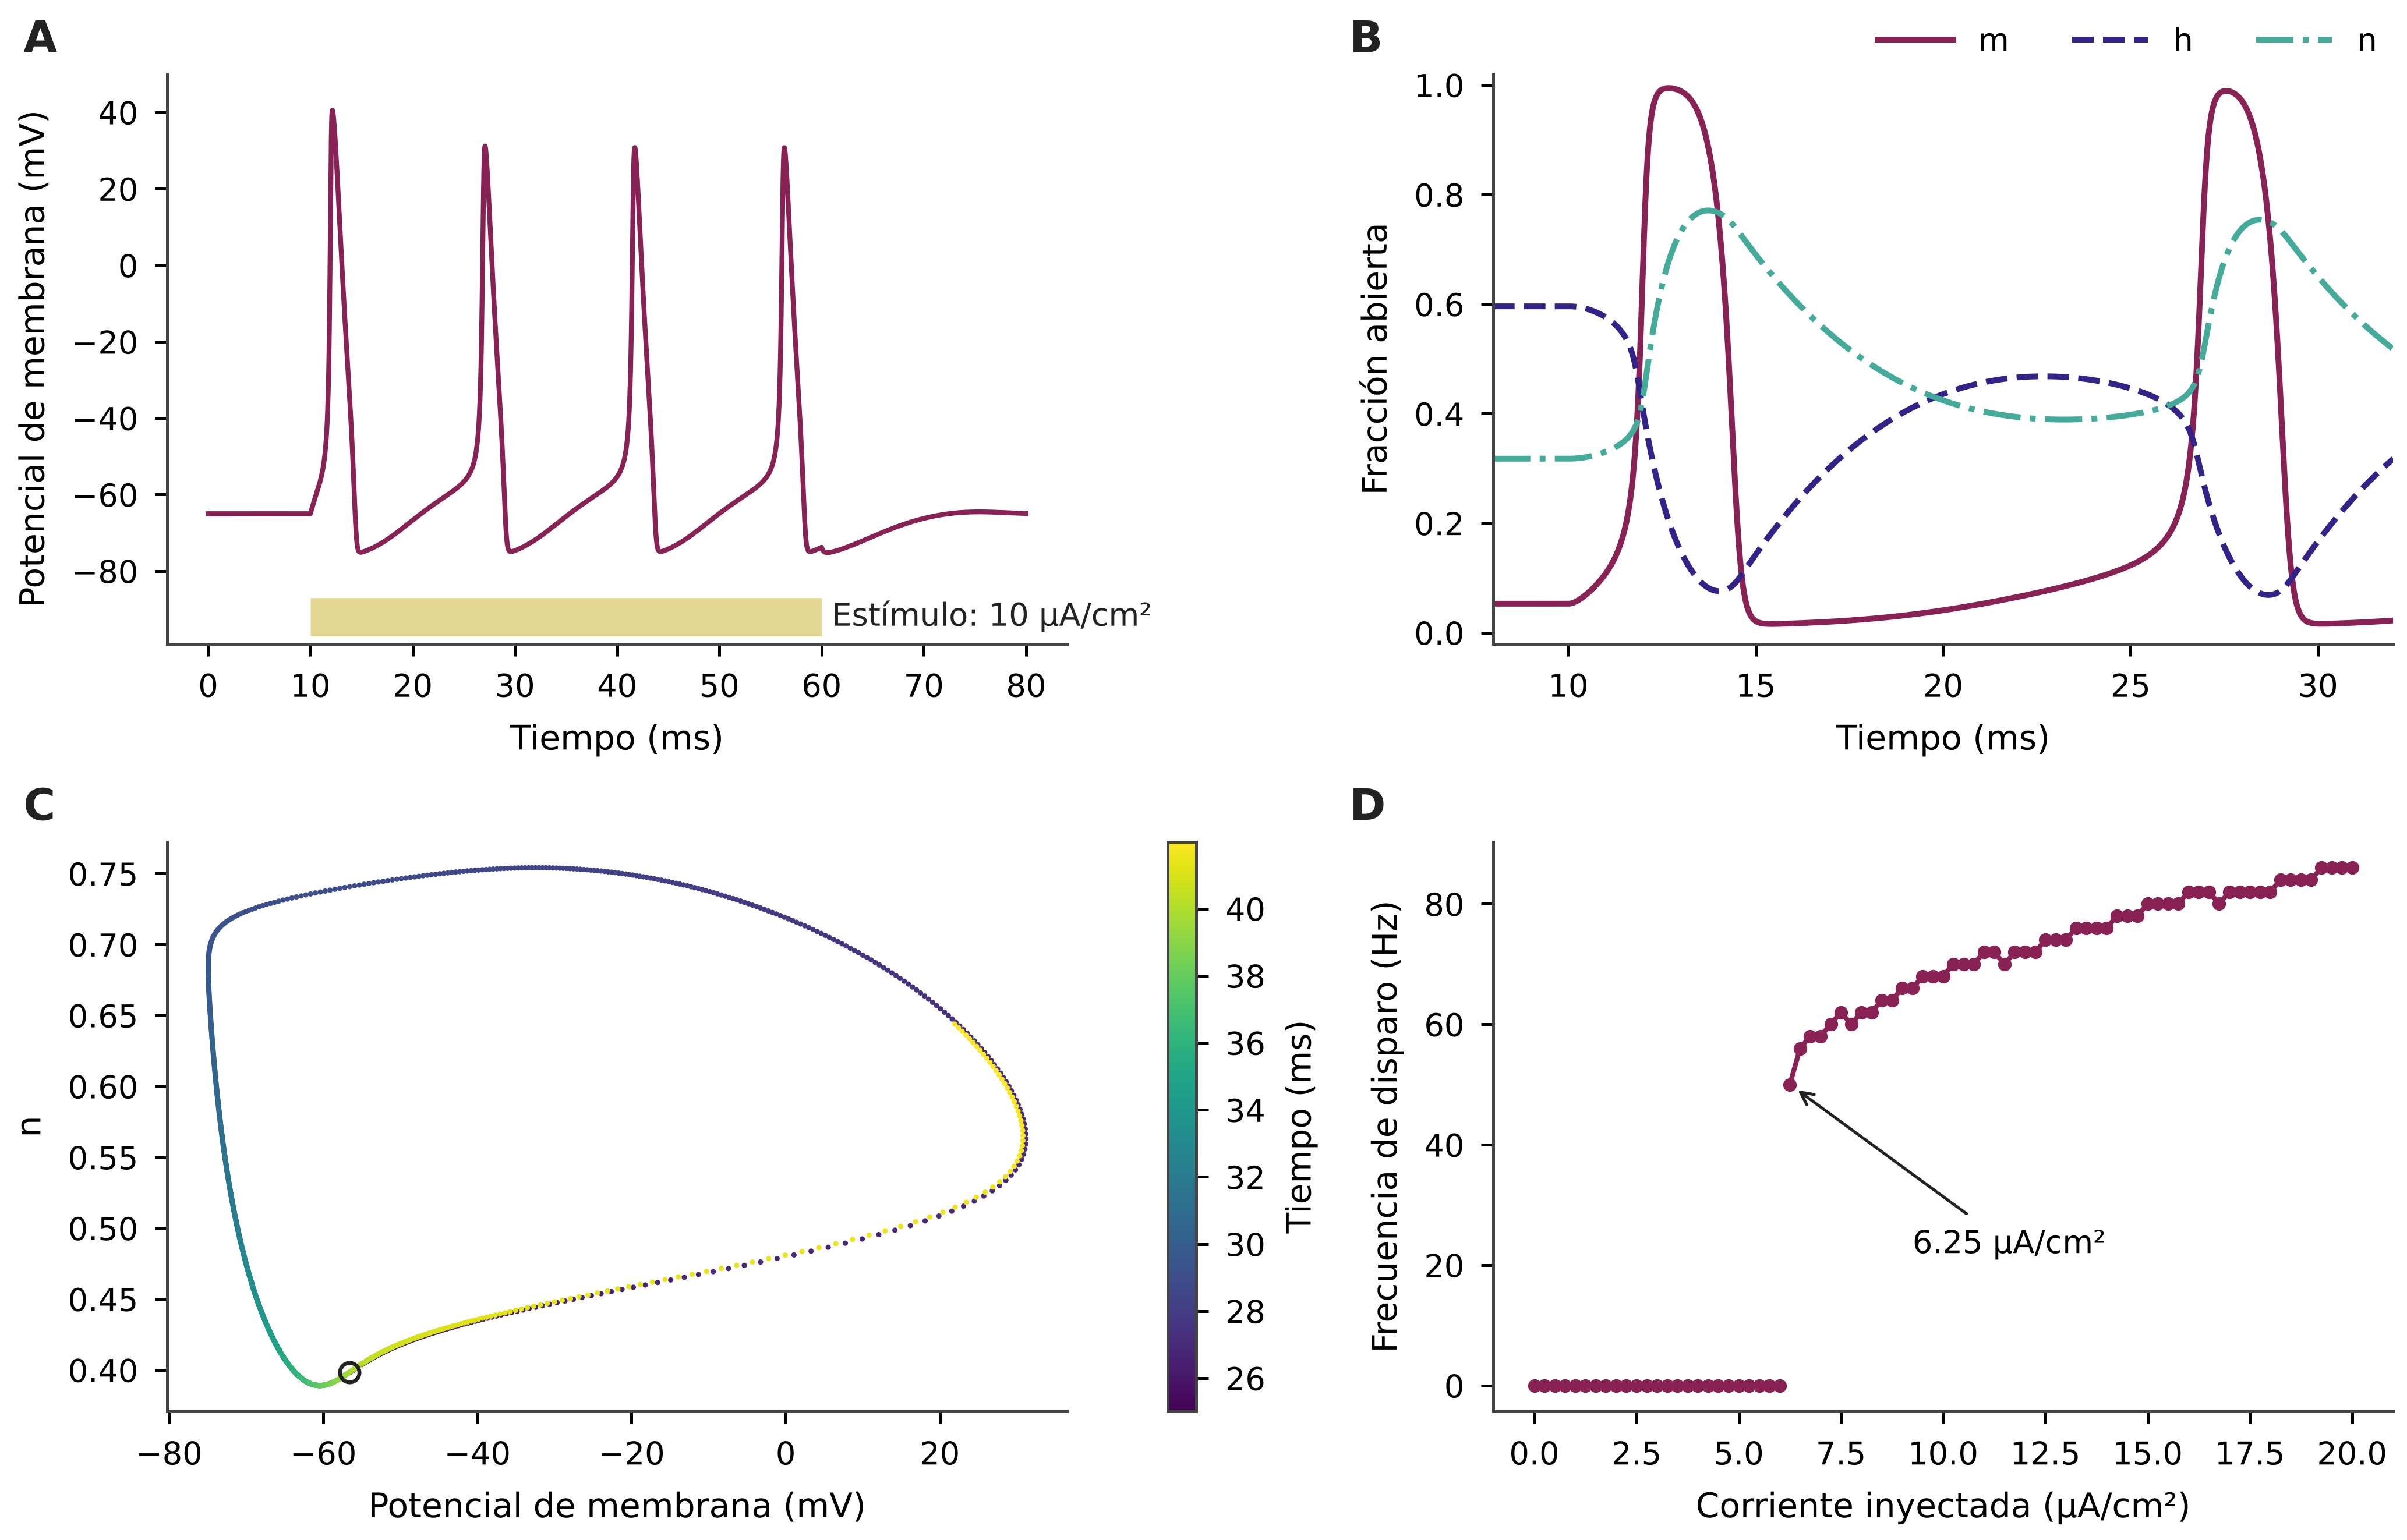 A
Potencial de membrana (mV)
40
20
0
−20
−40
−60
−80
Estímulo: 10 µA/cm²
0 10 20 30 40 50 60 70 80
Tiempo (ms)
B
m h n
Fracción abierta
1.0
0.8
0.6
0.4
0.2
0.0
10 15 20 25 30
Tiempo (ms)
C
n
0.75
0.70
0.65
0.60
0.55
0.50
0.45
0.40
−80 −60 −40 −20 0 20
Potencial de membrana (mV)
40
38
36
34
32
30
28
26
Tiempo (ms)
D
Frecuencia de disparo (Hz)
80
60
40
20
0
6.25 µA/cm²
0.0 2.5 5.0 7.5 10.0 12.5 15.0 17.5 20.0
Corriente inyectada (µA/cm²)